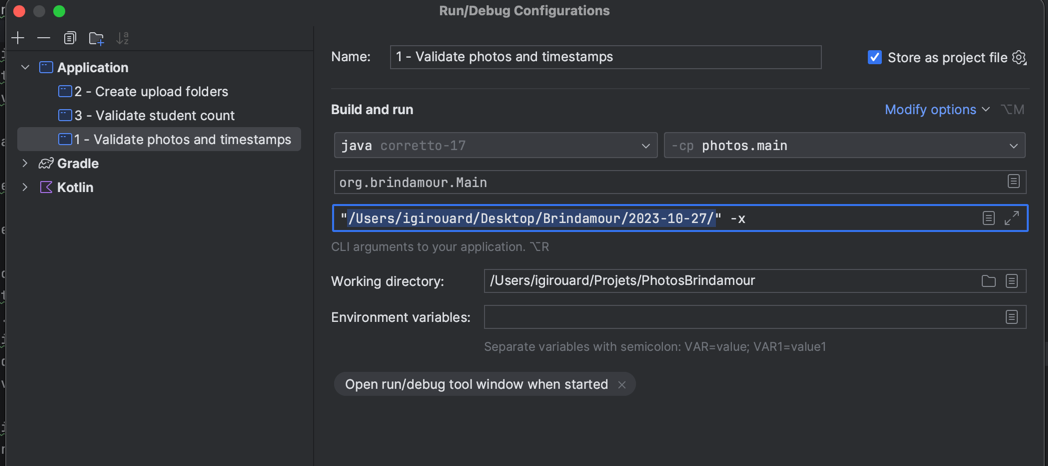 Run/Debug Configurations
Application
2 - Create upload folders
3 - Validate student count
1 - Validate photos and timestamps
Gradle
Kotlin
Name: 1 - Validate photos and timestamps Store as project file
Build and run Modify options ⌥M
java corretto-17 -cp photos.main
org.brindamour.Main
"/Users/igirouard/Desktop/Brindamour/2023-10-27/" -x
CLI arguments to your application. ⌥R
Working directory: /Users/igirouard/Projets/PhotosBrindamour
Environment variables:
Separate variables with semicolon: VAR=value; VAR1=value1
Open run/debug tool window when started